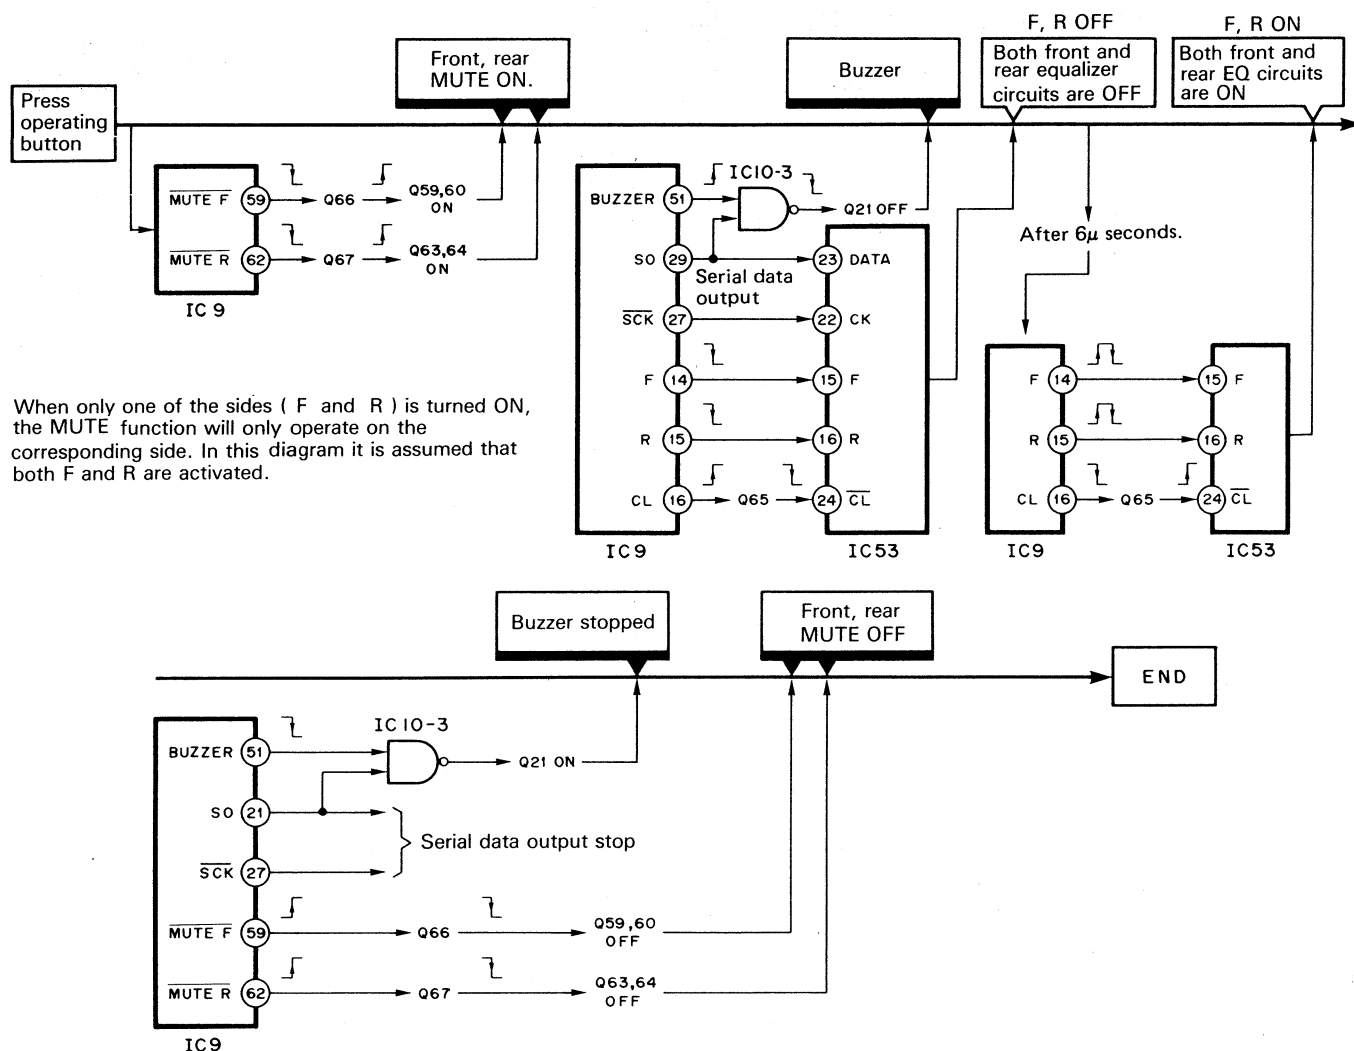 F, R OFF
F, R ON
Front, rear
MUTE ON.
Buzzer
Both front and
rear equalizer
circuits are OFF
Both front and
rear EQ circuits
are ON
Press
operating
button
MUTE F
59
Q66
Q59,60
ON
MUTE R
62
Q67
Q63,64
ON
IC 9
BUZZER
51
IC10-3
Q21 OFF
SO
29
23
DATA
Serial data
output
SCK
27
22
CK
F
14
15
F
R
15
16
R
CL
16
Q65
24
CL
IC9
IC53
After 6μ seconds.
F
14
15
F
R
15
16
R
CL
16
Q65
24
CL
IC9
IC53
When only one of the sides ( F and R ) is turned ON,
the MUTE function will only operate on the
corresponding side. In this diagram it is assumed that
both F and R are activated.
Buzzer stopped
Front, rear
MUTE OFF
END
BUZZER
51
IC10-3
Q21 ON
SO
21
Serial data output stop
SCK
27
MUTE F
59
Q66
Q59,60
OFF
MUTE R
62
Q67
Q63,64
OFF
IC9